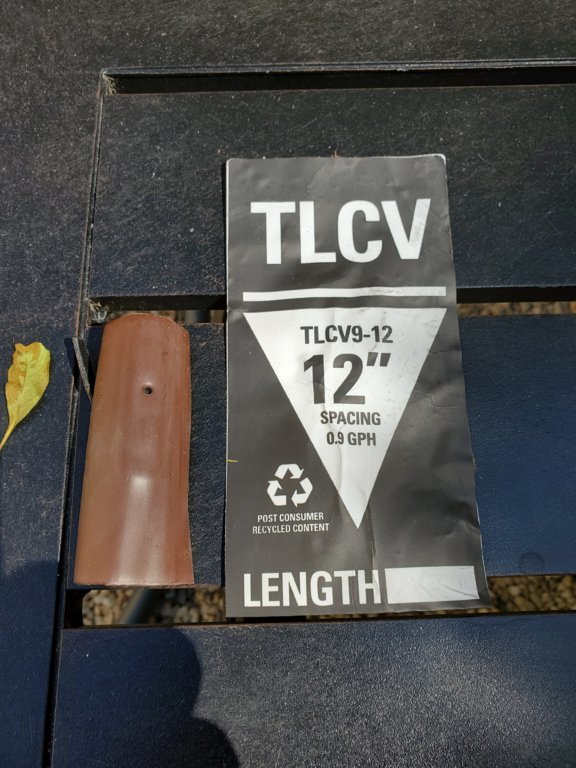 TLCV
TLCV9-12
12”
SPACING
0.9 GPH
POST CONSUMER
RECYCLED CONTENT
LENGTH